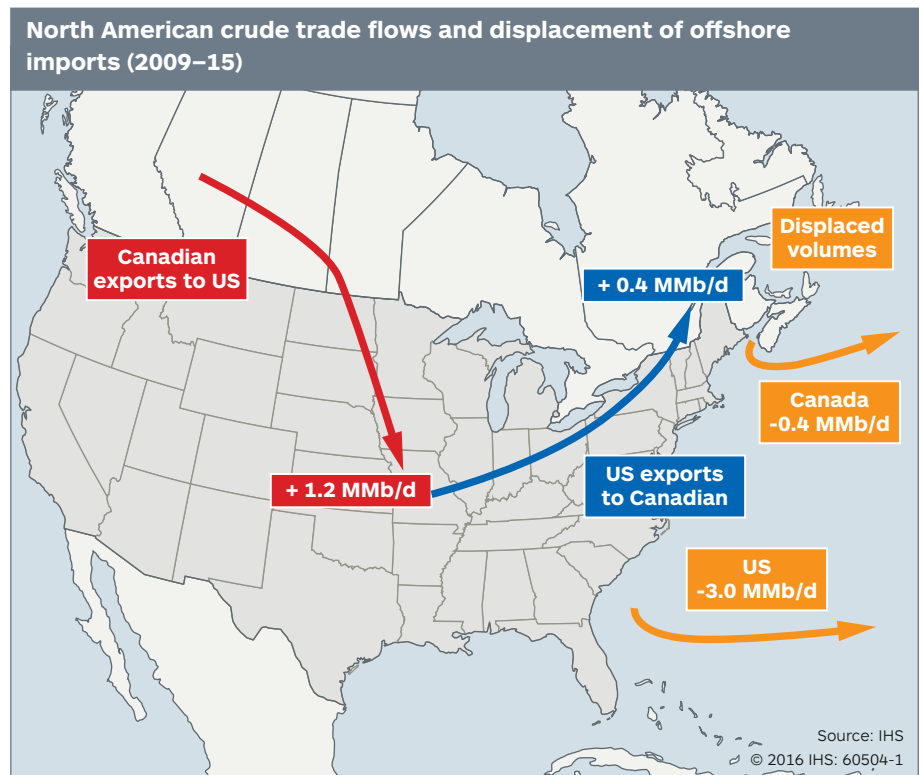 North American crude trade flows and displacement of offshore
imports (2009–15)
Canadian
exports to US
+ 1.2 MMb/d
+ 0.4 MMb/d
US exports
to Canadian
Displaced
volumes
Canada
-0.4 MMb/d
US
-3.0 MMb/d
Source: IHS
© 2016 IHS: 60504-1